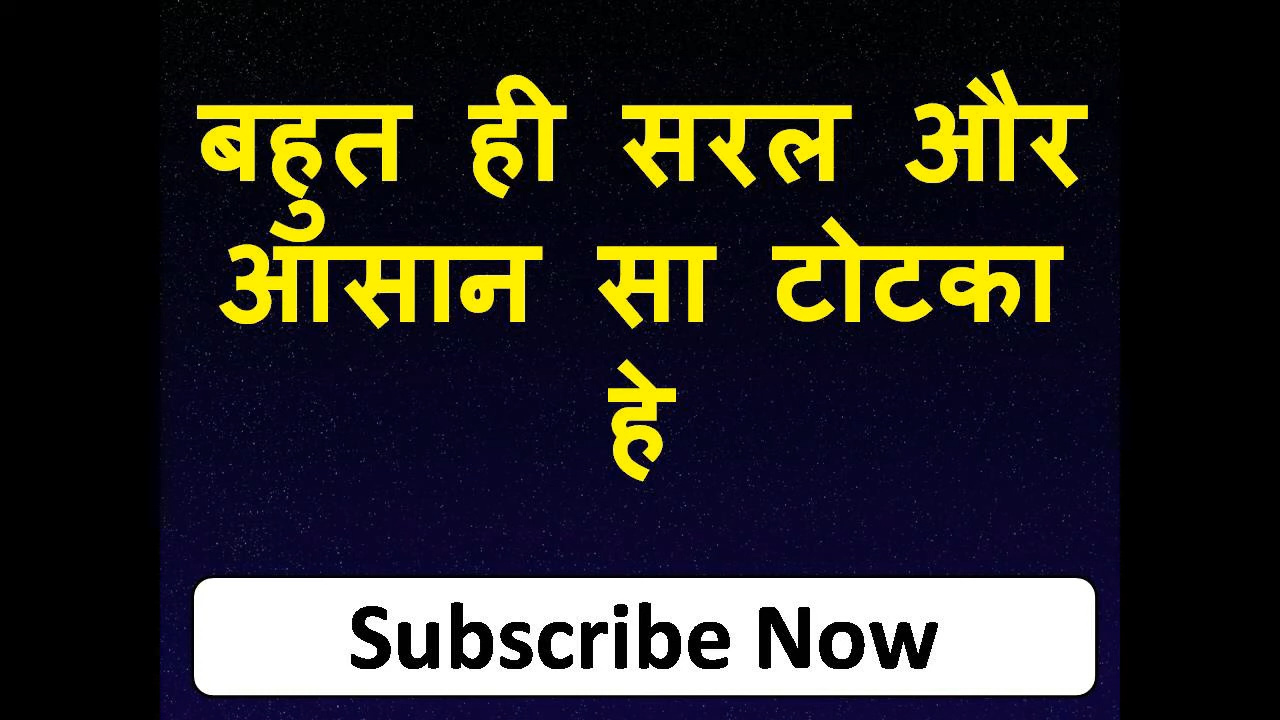 बहुत ही सरल और
आसान सा टोटका
हे
Subscribe Now